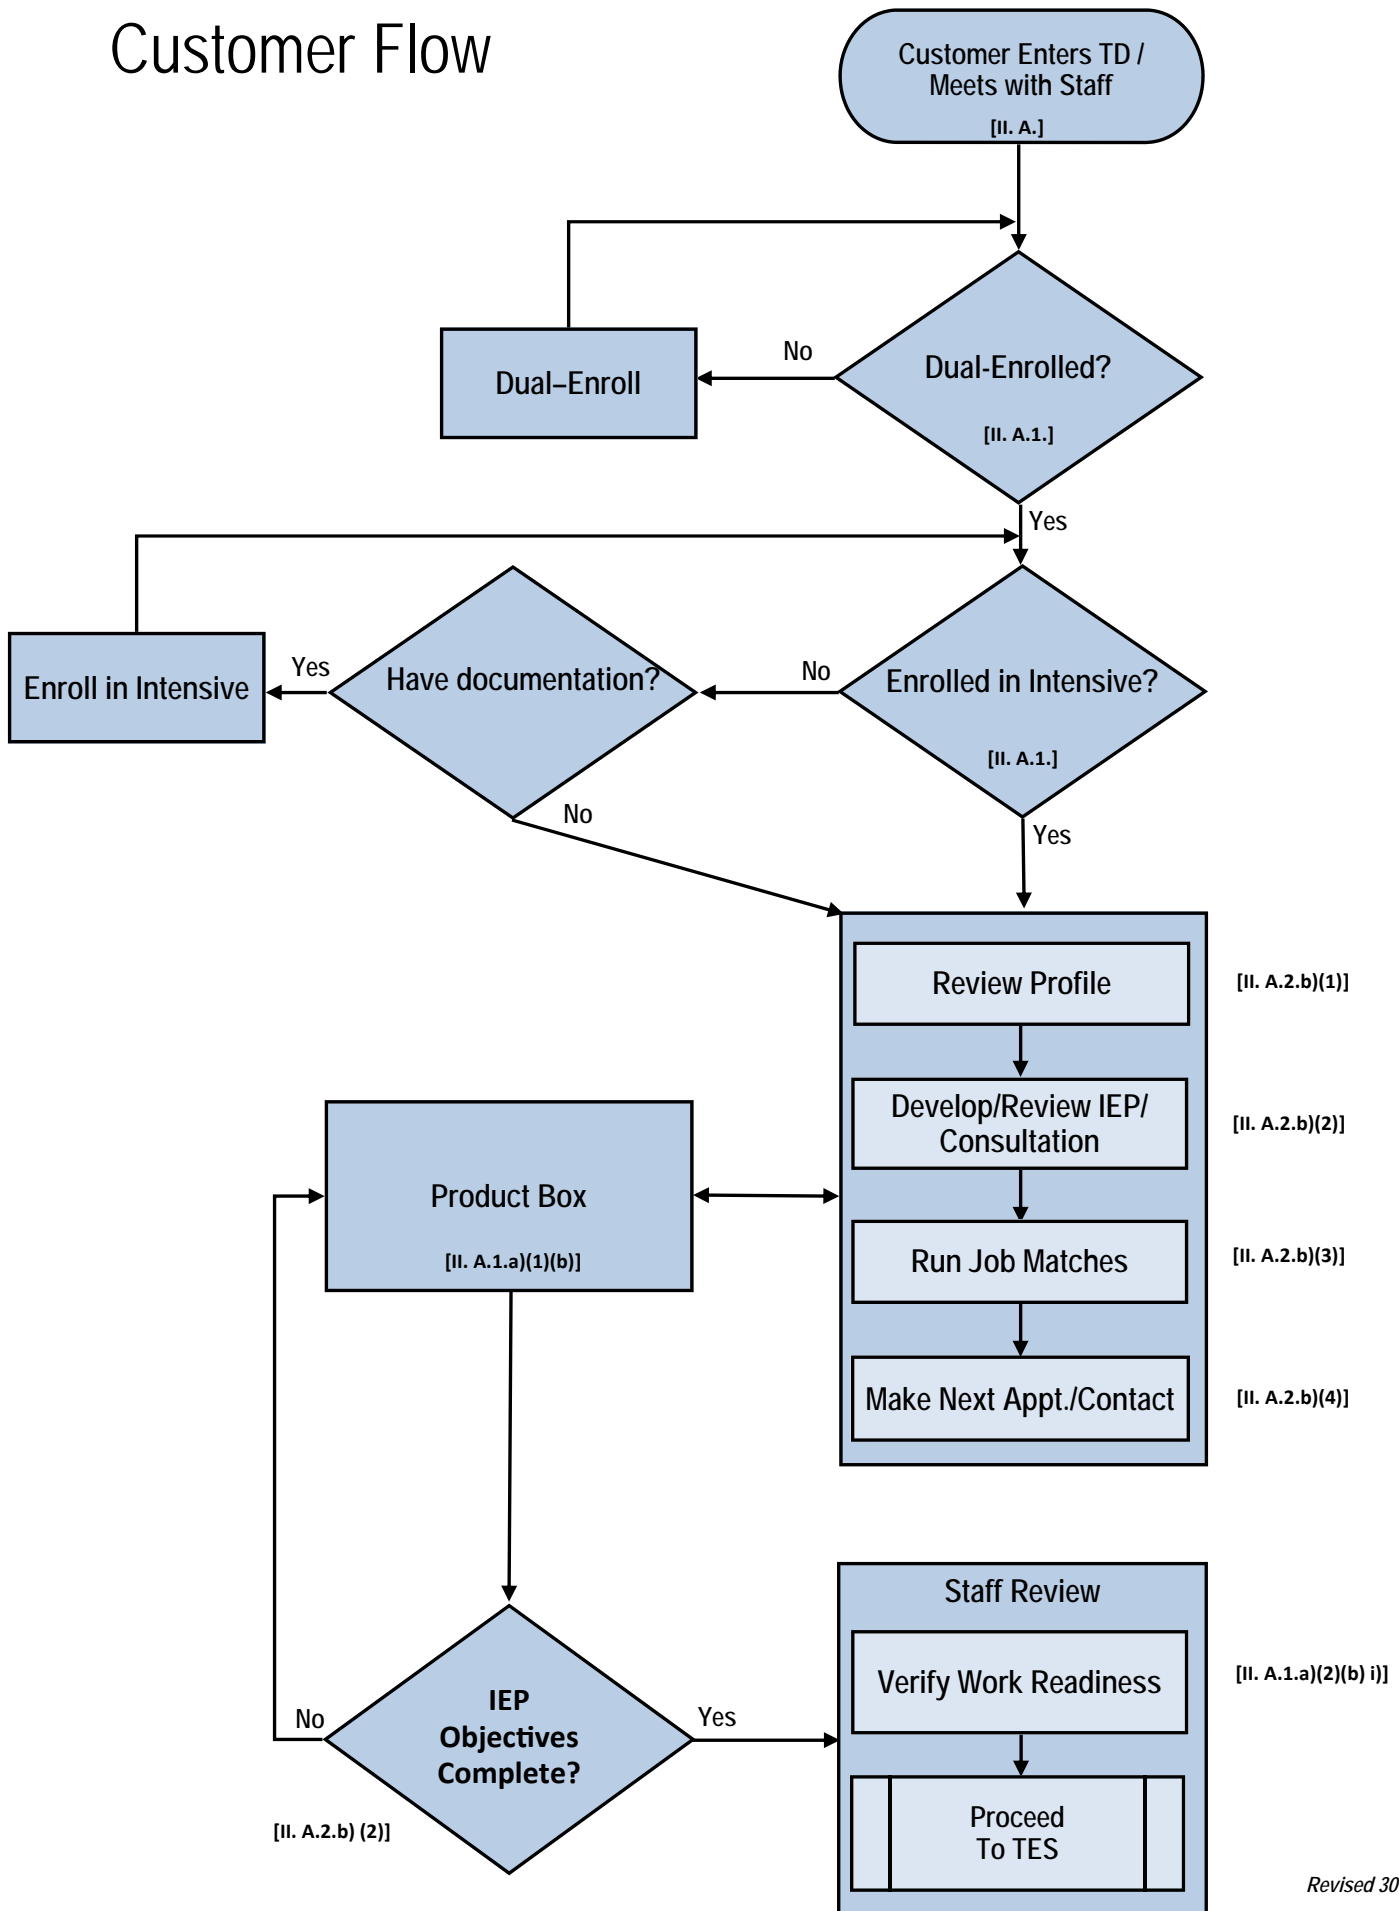 Customer Flow
Customer Enters TD /
Meets with Staff
[II. A.]
No
Dual–Enroll
Dual-Enrolled?
[II. A.1.]
Yes
Yes
No
Enroll in Intensive
Have documentation?
Enrolled in Intensive?
[II. A.1.]
No
Yes
Review Profile
[II. A.2.b)(1)]
Develop/Review IEP/
Consultation
[II. A.2.b)(2)]
Product Box
[II. A.1.a)(1)(b)]
Run Job Matches
[II. A.2.b)(3)]
Make Next Appt./Contact
[II. A.2.b)(4)]
Staff Review
Verify Work Readiness
[II. A.1.a)(2)(b) i)]
IEP
Objectives
Complete?
No
Yes
[II. A.2.b) (2)]
Proceed
To TES
Revised 30